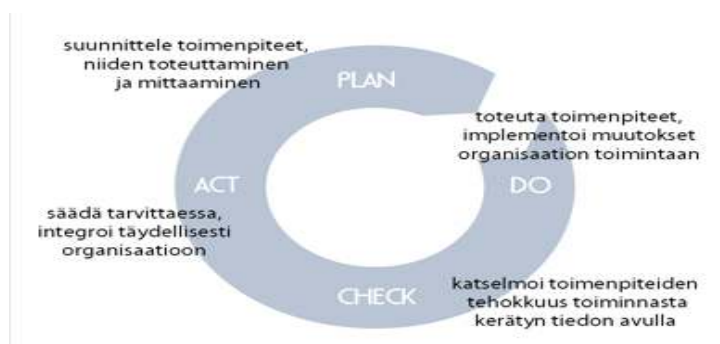 suunnittele toimenpiteet,
niiden toteuttaminen
ja mittaaminen
PLAN
toteuta toimenpiteet,
implementoi muutokset
organisaation toimintaan
DO
ACT
säädä tarvittaessa,
integroi täydellisesti
organisaatioon
CHECK
katselmoi toimenpiteiden
tehokkuus toiminnasta
kerätyn tiedon avulla